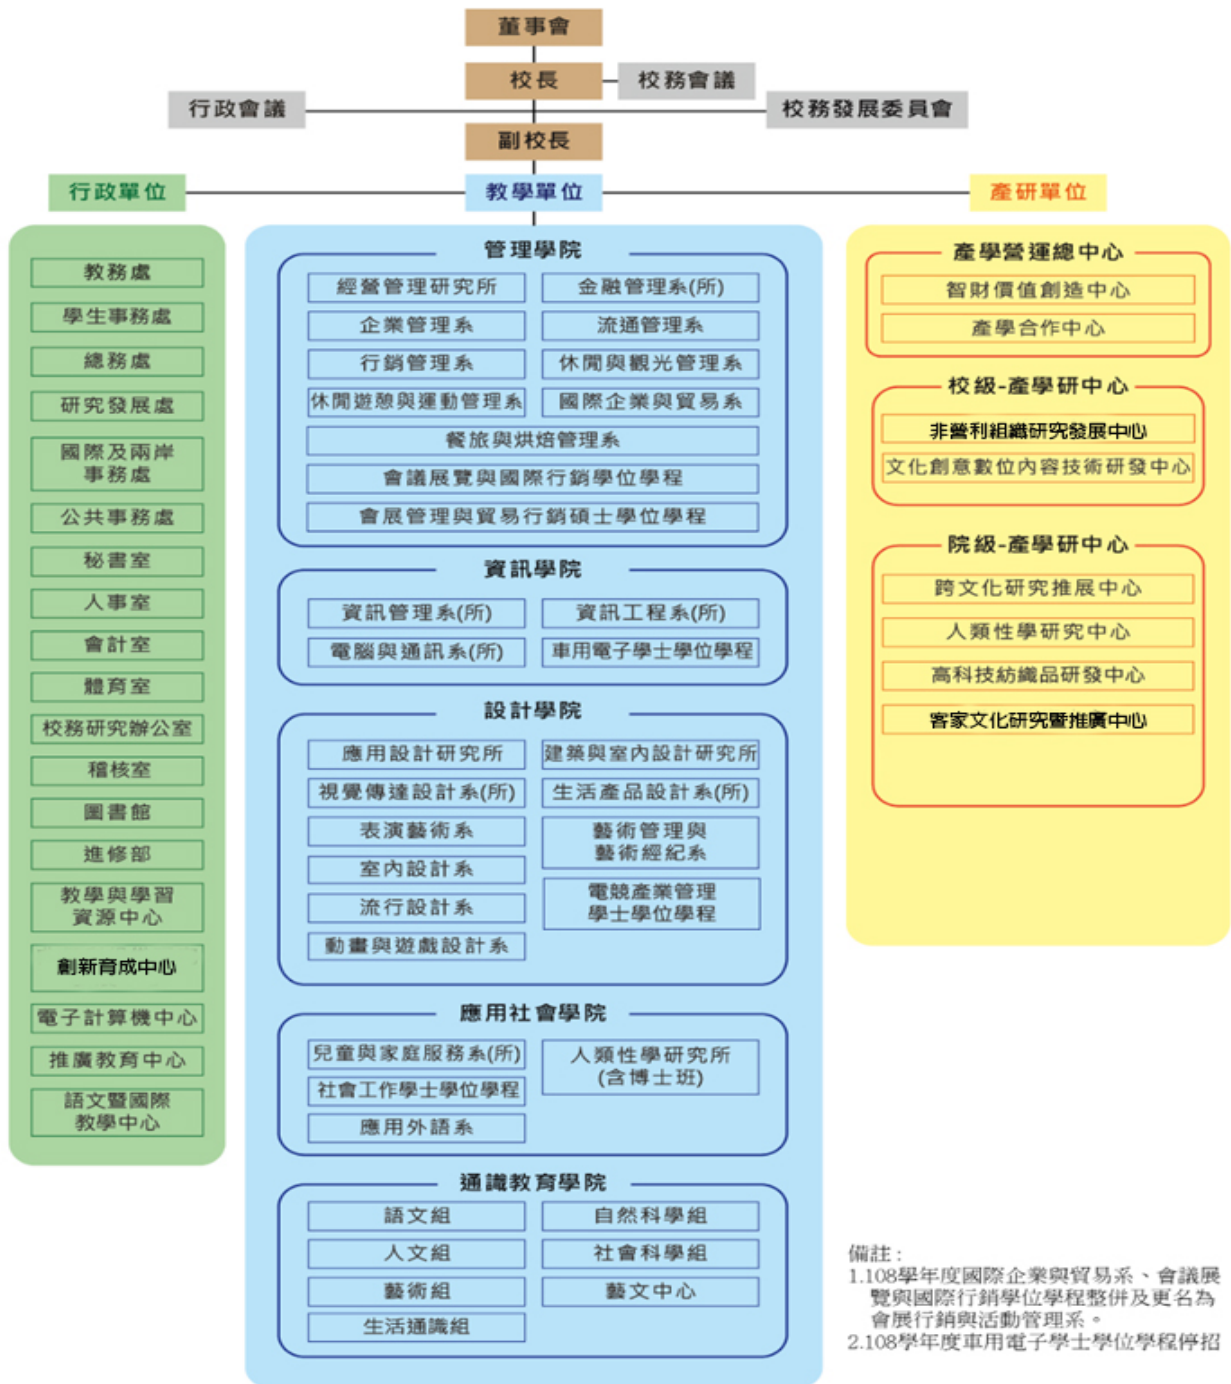 董事會
校長
校務會議
行政會議
校務發展委員會
副校長
行政單位
教學單位
產研單位
教務處
學生事務處
總務處
研究發展處
國際及兩岸
事務處
公共事務處
秘書室
人事室
會計室
體育室
校務研究辦公室
稽核室
圖書館
進修部
教學與學習
資源中心
創新育成中心
電子計算機中心
推廣教育中心
語文暨國際
教學中心
管理學院
經營管理研究所
金融管理系(所)
企業管理系
流通管理系
行銷管理系
休閒與觀光管理系
休閒遊憩與運動管理系
國際企業與貿易系
餐旅與烘焙管理系
會議展覽與國際行銷學位學程
會展管理與貿易行銷碩士學位學程
資訊學院
資訊管理系(所)
資訊工程系(所)
電腦與通訊系(所)
車用電子學士學位學程
設計學院
應用設計研究所
建築與室內設計研究所
視覺傳達設計系(所)
生活產品設計系(所)
表演藝術系
藝術管理與
藝術經紀系
室內設計系
流行設計系
電競產業管理
學士學位學程
動畫與遊戲設計系
應用社會學院
兒童與家庭服務系(所)
人類性學研究所
(含博士班)
社會工作學士學位學程
應用外語系
通識教育學院
語文組
自然科學組
人文組
社會科學組
藝術組
藝文中心
生活通識組
產學營運總中心
智財價值創造中心
產學合作中心
校級-產學研中心
非營利組織研究發展中心
文化創意數位內容技術研發中心
院級-產學研中心
跨文化研究推展中心
人類性學研究中心
高科技紡織品研發中心
客家文化研究暨推廣中心
備註：
1.108學年度國際企業與貿易系、會議展
覽與國際行銷學位學程整併及更名為
會展行銷與活動管理系。
2.108學年度車用電子學士學位學程停招